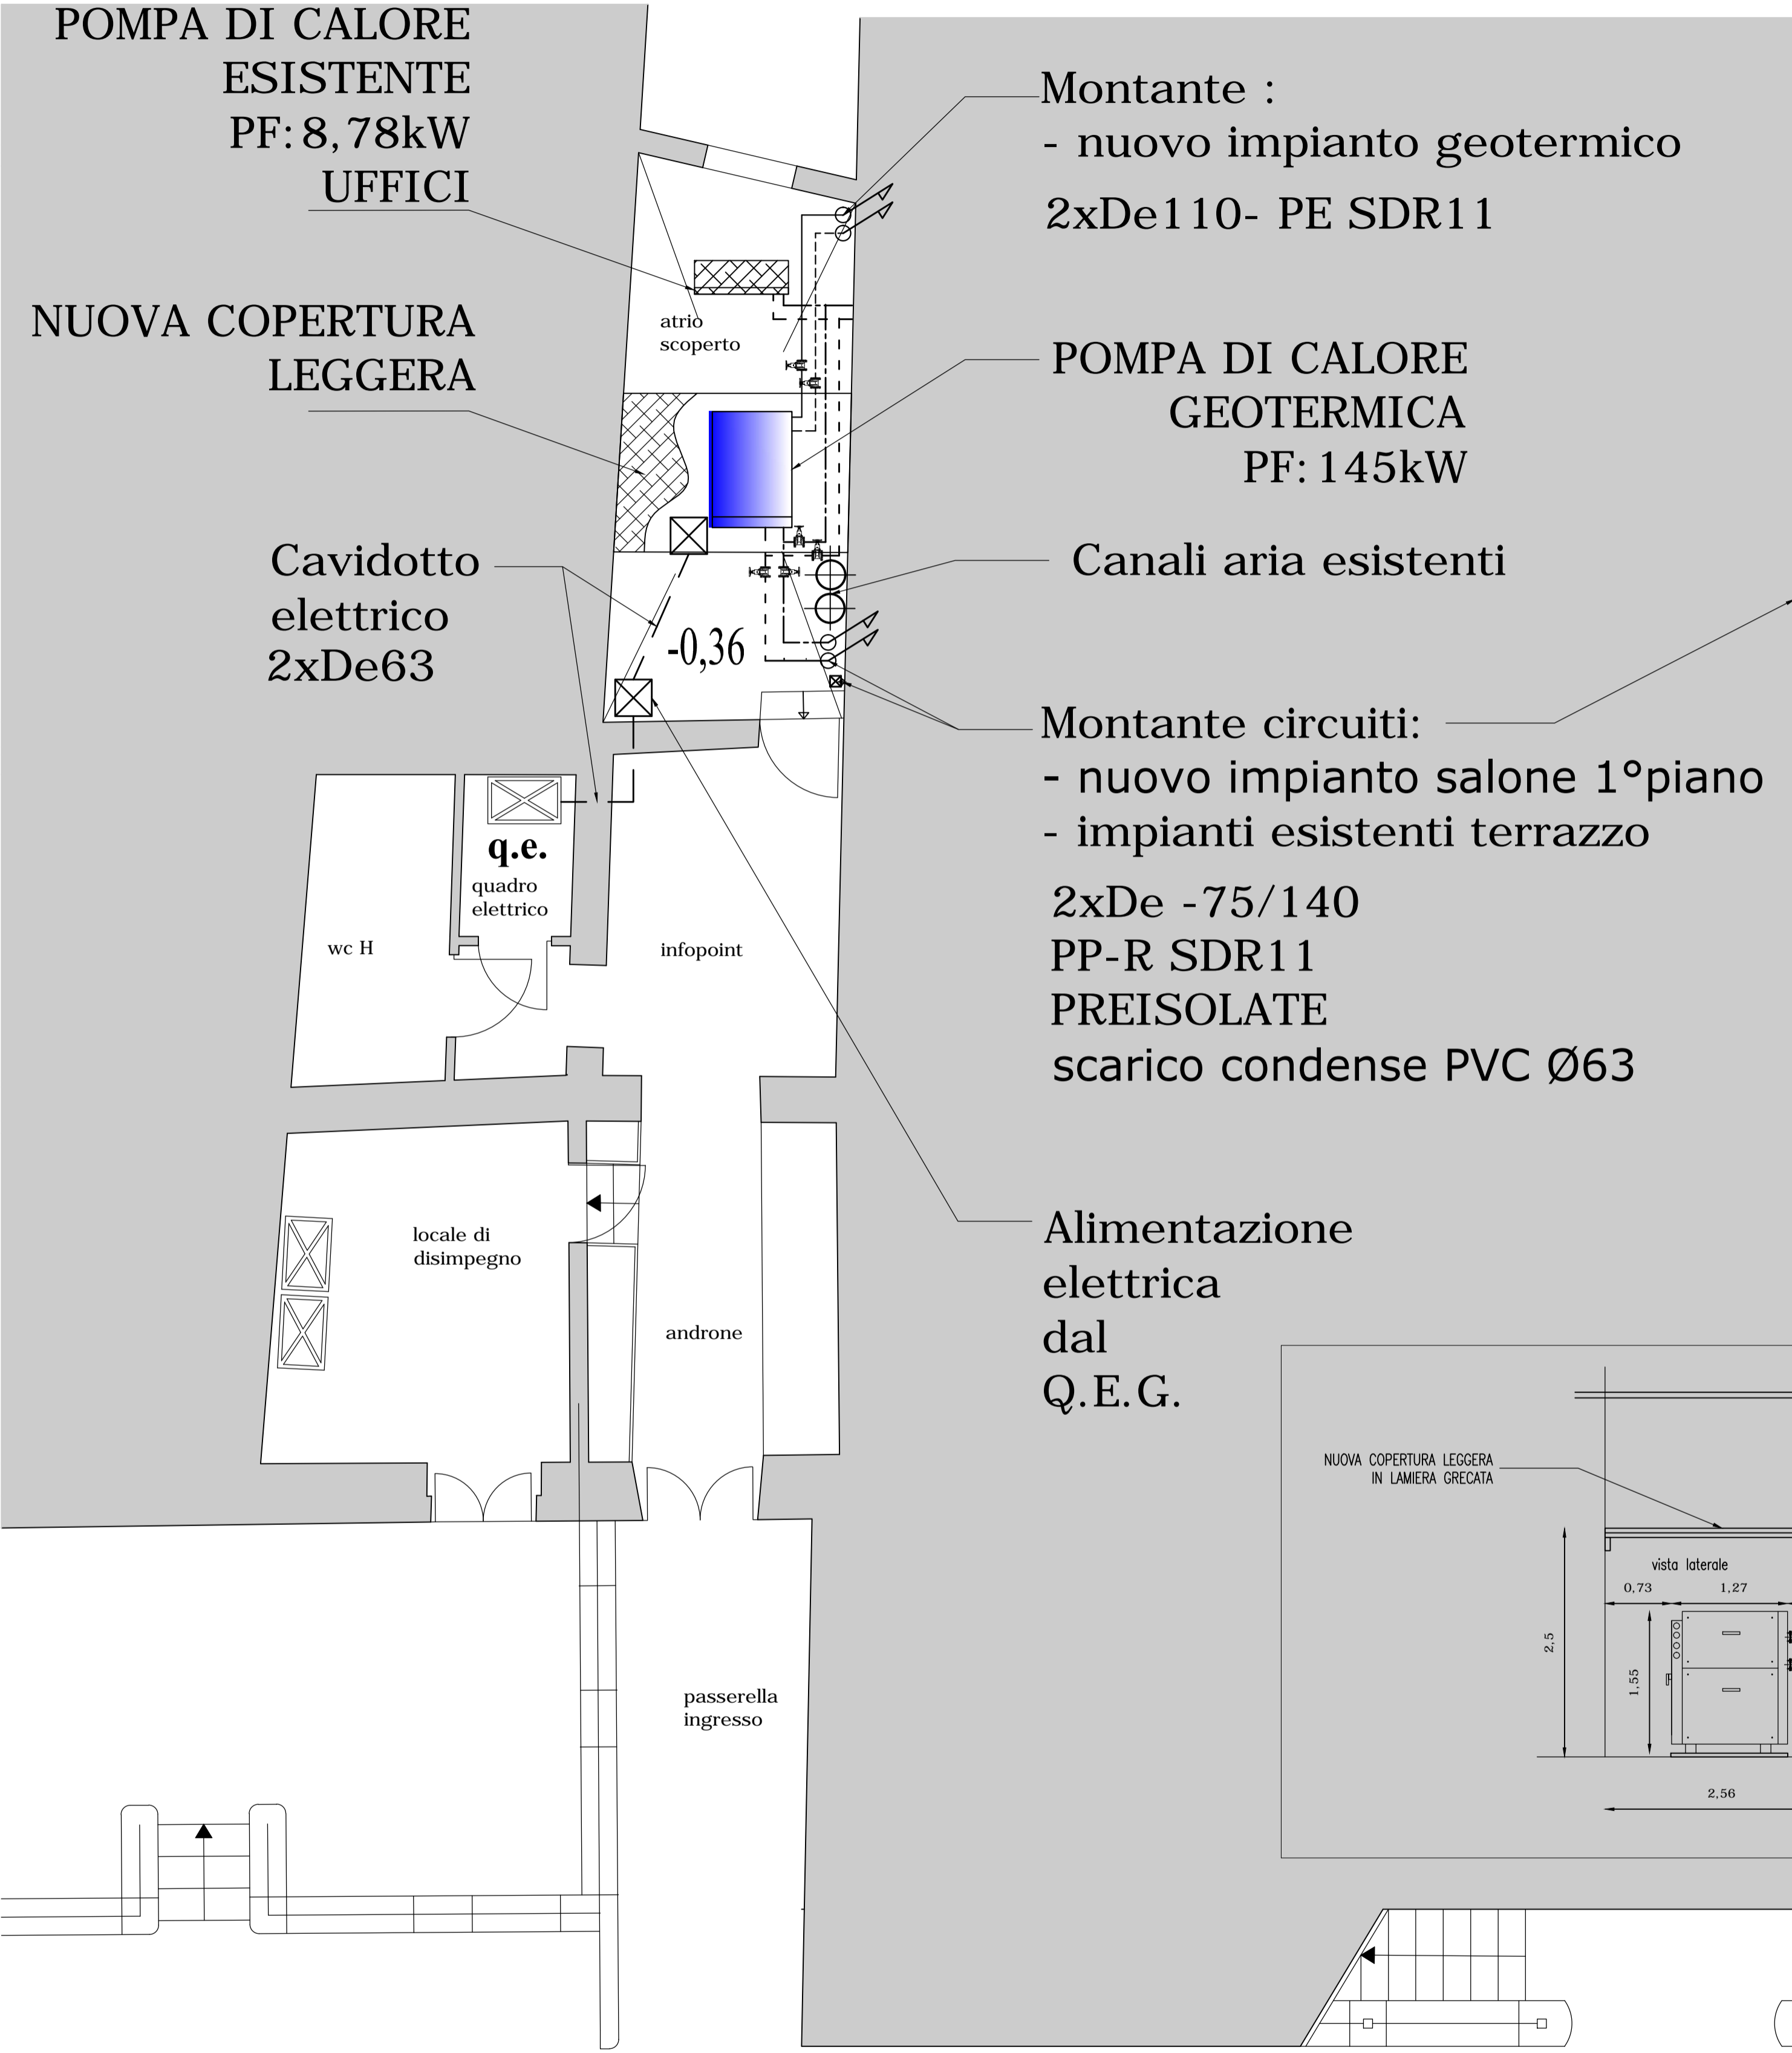 POMPA DI CALORE
ESISTENTE
PF: 8,78kW
UFFICI
NUOVA COPERTURA
LEGGERA
Cavidotto
elettrico
2xDe63
Montante :
- nuovo impianto geotermico
2xDe110- PE SDR11
POMPA DI CALORE
GEOTERMICA
PF: 145kW
Canali aria esistenti
Montante circuiti:
- nuovo impianto salone 1°piano
- impianti esistenti terrazzo
2xDe -75/140
PP-R SDR11
PREISOLATE
scarico condense PVC Ø63
Alimentazione
elettrica
dal
Q.E.G.
atrio
scoperto
-0,36
q.e.
quadro
elettrico
wc H
infopoint
locale di
disimpegno
androne
passerella
ingresso
NUOVA COPERTURA LEGGERA
IN LAMIERA GRECATA
vista laterale
0,73
1,27
2,5
1,55
2,56